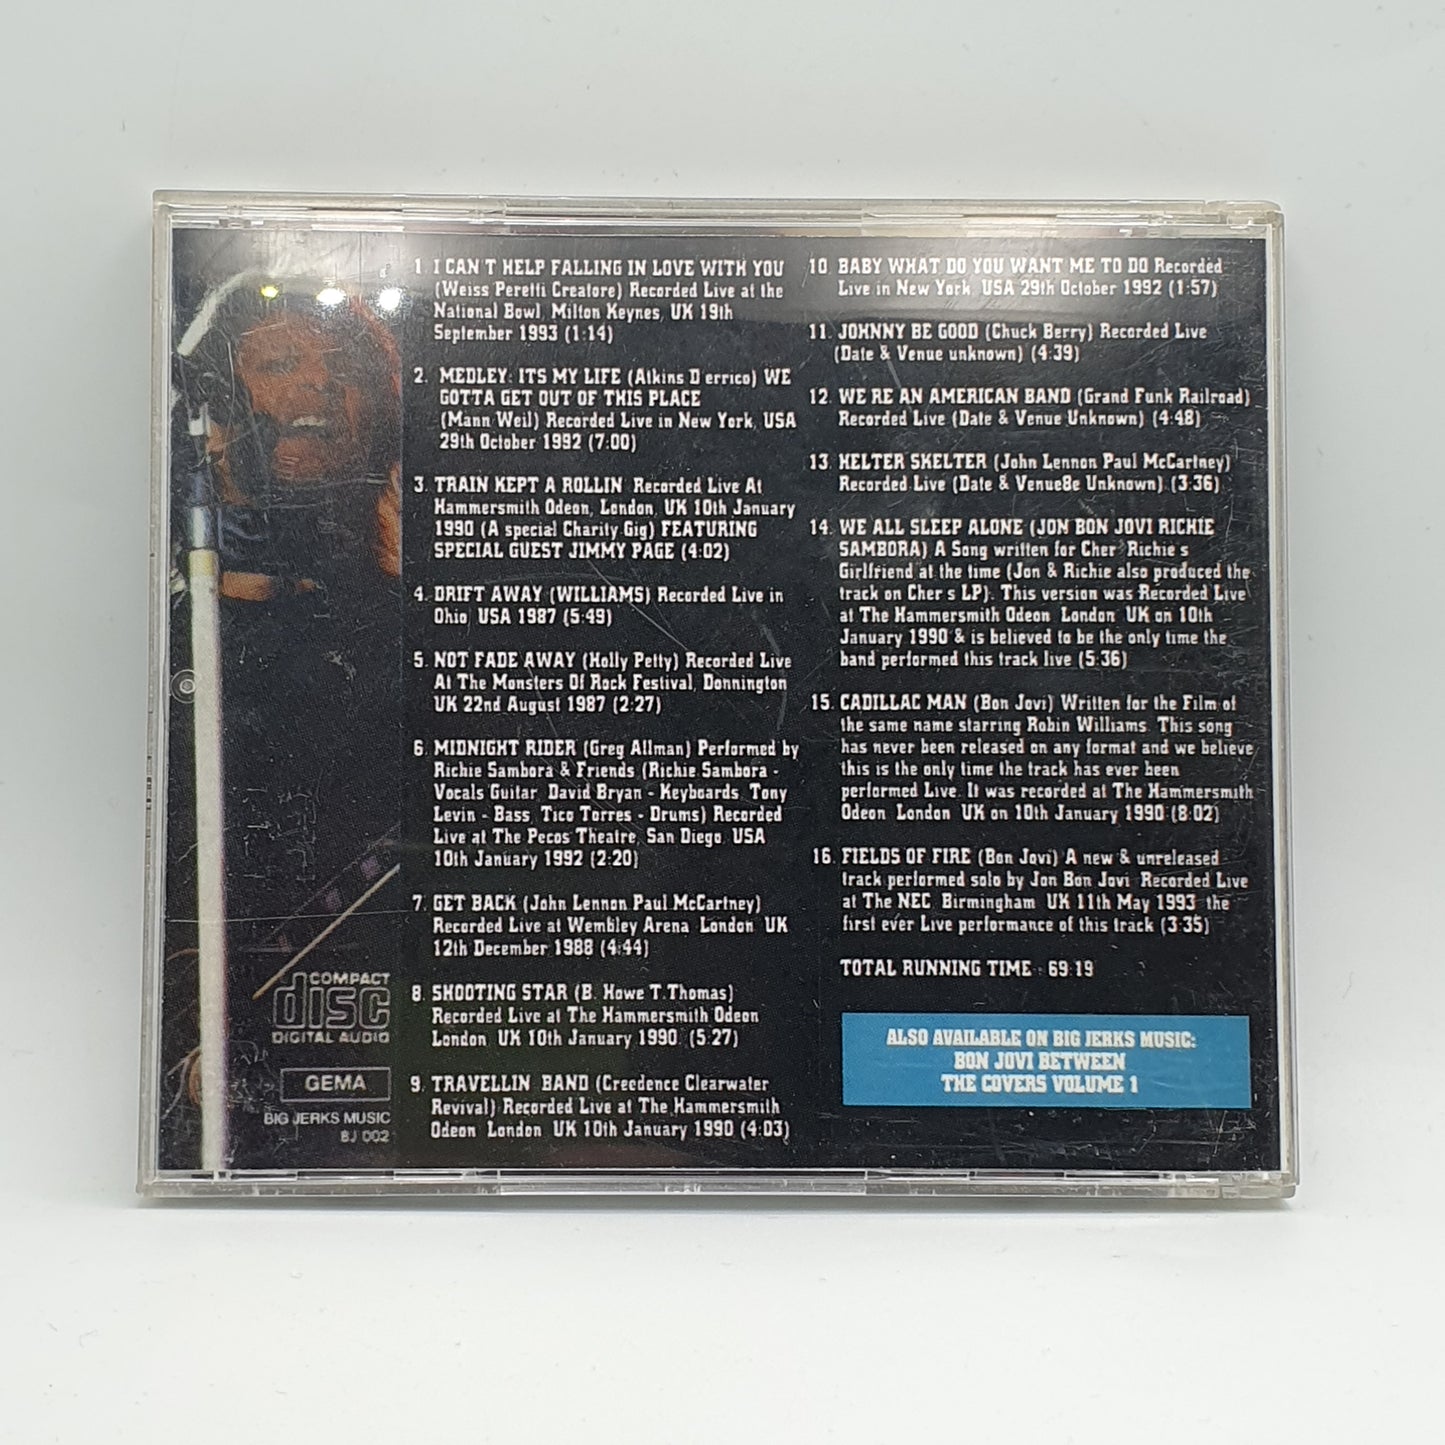 1. I CAN'T HELP FALLING IN LOVE WITH YOU
(Weiss Peretti Creatore) Recorded Live at the
National Bowl, Milton Keynes, UK 19th
September 1993 (1:14)
2. MEDLEY: ITS MY LIFE (Atkins D'errico) WE
GOTTA GET OUT OF THIS PLACE
(Mann Weil) Recorded Live in New York, USA
29th October 1992 (7:00)
3. TRAIN KEPT A ROLLIN' Recorded Live At
Hammersmith Odeon, London, UK 10th January
1990 (A special Charity Gig) FEATURING
SPECIAL GUEST JIMMY PAGE (4:02)
4. DRIFT AWAY (WILLIAMS) Recorded Live in
Ohio, USA 1987 (5:49)
5. NOT FADE AWAY (Holly Petty) Recorded Live
At The Monsters Of Rock Festival, Donnington
UK 22nd August 1987 (2:27)
6. MIDNIGHT RIDER (Greg Allman) Performed by
Richie Sambora & Friends (Richie Sambora -
Vocals Guitar, David Bryan - Keyboards, Tony
Levin - Bass, Tico Torres - Drums) Recorded
Live at The Pecos Theatre, San Diego, USA
10th January 1992 (2:20)
7. GET BACK (John Lennon Paul McCartney)
Recorded Live at Wembley Arena, London, UK
12th December 1988 (4:44)
8. SHOOTING STAR (B. Howe T.Thomas)
Recorded Live at The Hammersmith Odeon
London, UK 10th January 1990 (5:27)
9. TRAVELLIN' BAND (Creedence Clearwater
Revival) Recorded Live at The Hammersmith
Odeon, London, UK 10th January 1990 (4:03)
10. BABY WHAT DO YOU WANT ME TO DO Recorded
Live in New York, USA 29th October 1992 (1:57)
11. JOHNNY BE GOOD (Chuck Berry) Recorded Live
(Date & Venue unknown) (4:39)
12. WE'RE AN AMERICAN BAND (Grand Funk Railroad)
Recorded Live (Date & Venue Unknown) (4:48)
13. HELTER SKELTER (John Lennon Paul McCartney)
Recorded Live (Date & Venue8e Unknown) (3:36)
14. WE ALL SLEEP ALONE (JON BON JOVI RICHIE
SAMBORA) A Song written for Cher, Richie's
Girlfriend at the time (Jon & Richie also produced the
track on Cher's LP). This version was Recorded Live
at The Hammersmith Odeon, London, UK on 10th
January 1990 & is believed to be the only time the
band performed this track live (5:36)
15. CADILLAC MAN (Bon Jovi) Written for the Film of
the same name starring Robin Williams. This song
has never been released on any format and we believe
this is the only time the track has ever been
performed Live. It was recorded at The Hammersmith
Odeon, London, UK on 10th January 1990 (8:02)
16. FIELDS OF FIRE (Bon Jovi) A new & unreleased
track performed solo by Jon Bon Jovi. Recorded Live
at The NEC, Birmingham, UK 11th May 1993, the
first ever Live performance of this track (3:35)
TOTAL RUNNING TIME : 69:19
ALSO AVAILABLE ON BIG JERKS MUSIC:
BON JOVI BETWEEN
THE COVERS VOLUME 1
COMPACT
disc
DIGITAL AUDIO
GEMA
BIG JERKS MUSIC
BJ 002